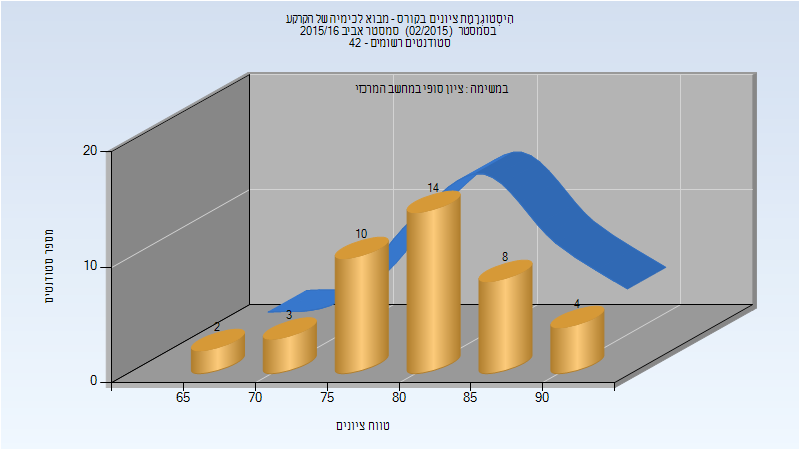 היסטוגרמת ציונים בקורס - מבוא לכימיה של הקרקע
בסמסטר (02/2015) סמסטר אביב 2015/16
סטודנטים רשומים - 42
במשימה : ציון סופי במחשב המרכזי
מספר סטודנטים
20
10
0
2
3
10
14
8
4
65
70
75
80
85
90
טווח ציונים